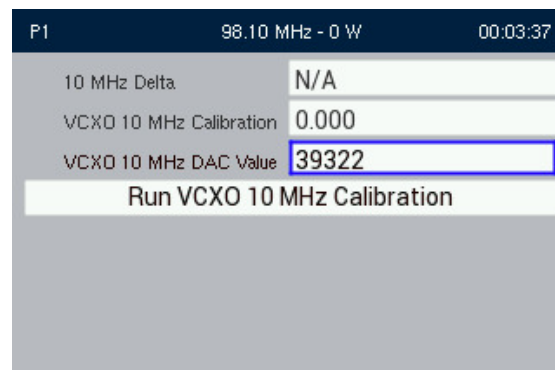 P1 98.10 MHz - 0 W 00:03:37
10 MHz Delta N/A
VCXO 10 MHz Calibration 0.000
VCXO 10 MHz DAC Value 39322
Run VCXO 10 MHz Calibration